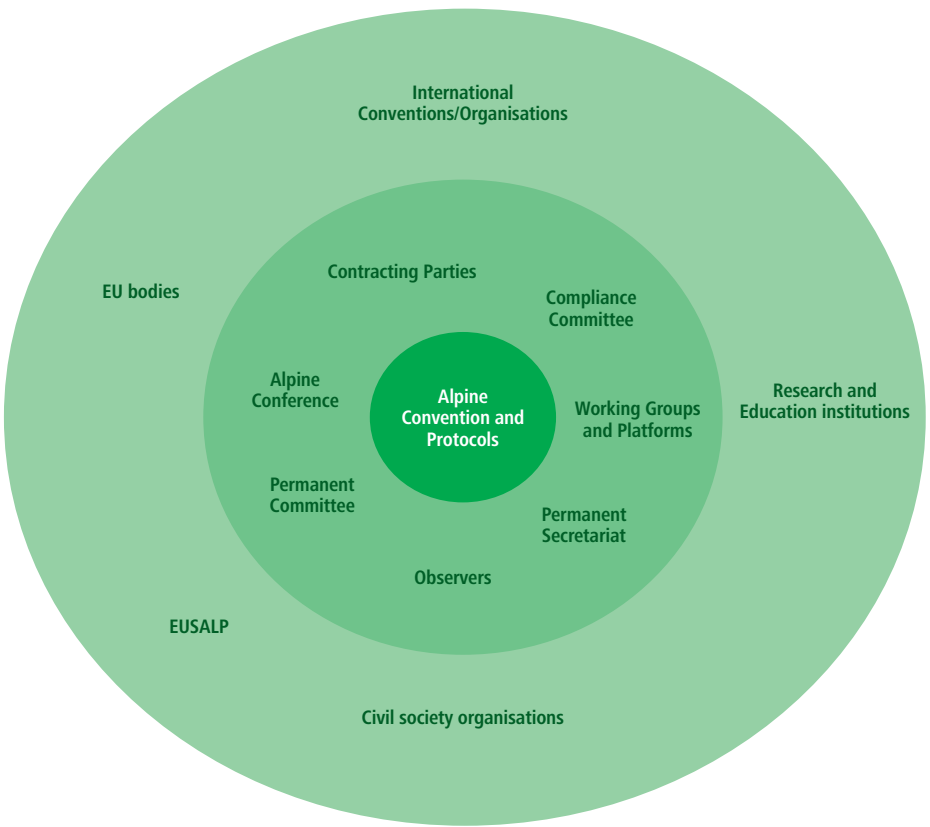 International
Conventions/Organisations
Contracting Parties
EU bodies
Compliance
Committee
Alpine
Conference
Alpine
Convention and
Protocols
Working Groups
and Platforms
Research and
Education institutions
Permanent
Committee
Permanent
Secretariat
Observers
EUSALP
Civil society organisations